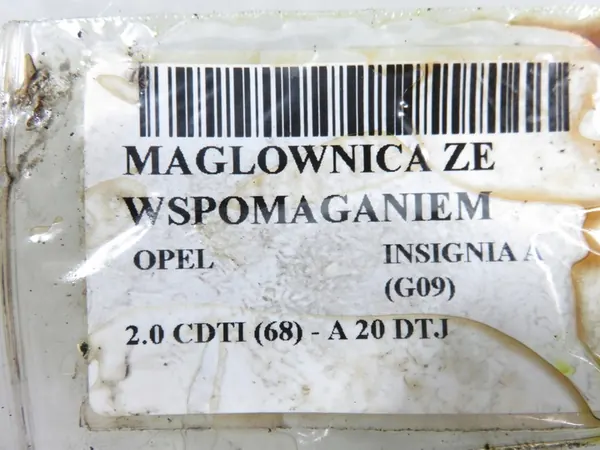 MAGLOWNICA ZE
WSPOMAGANIEM
OPEL INSIGNIA A
(G09)
2.0 CDTI (68) - A 20 DTJ